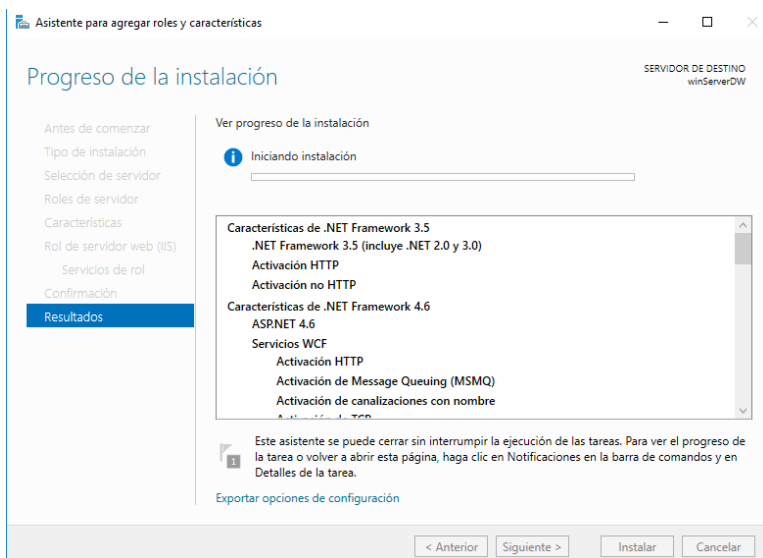 Asistente para agregar roles y características
Progreso de la instalación
SERVIDOR DE DESTINO
winServerDW
Antes de comenzar
Tipo de instalación
Selección de servidor
Roles de servidor
Características
Rol de servidor web (IIS)
Servicios de rol
Confirmación
Resultados
Ver progreso de la instalación
Iniciando instalación
Características de .NET Framework 3.5
.NET Framework 3.5 (incluye .NET 2.0 y 3.0)
Activación HTTP
Activación no HTTP
Características de .NET Framework 4.6
ASP.NET 4.6
Servicios WCF
Activación HTTP
Activación de Message Queuing (MSMQ)
Activación de canalizaciones con nombre
Activación de TCP
1
Este asistente se puede cerrar sin interrumpir la ejecución de las tareas. Para ver el progreso de
la tarea o volver a abrir esta página, haga clic en Notificaciones en la barra de comandos y en
Detalles de la tarea.
Exportar opciones de configuración
< Anterior
Siguiente >
Instalar
Cancelar